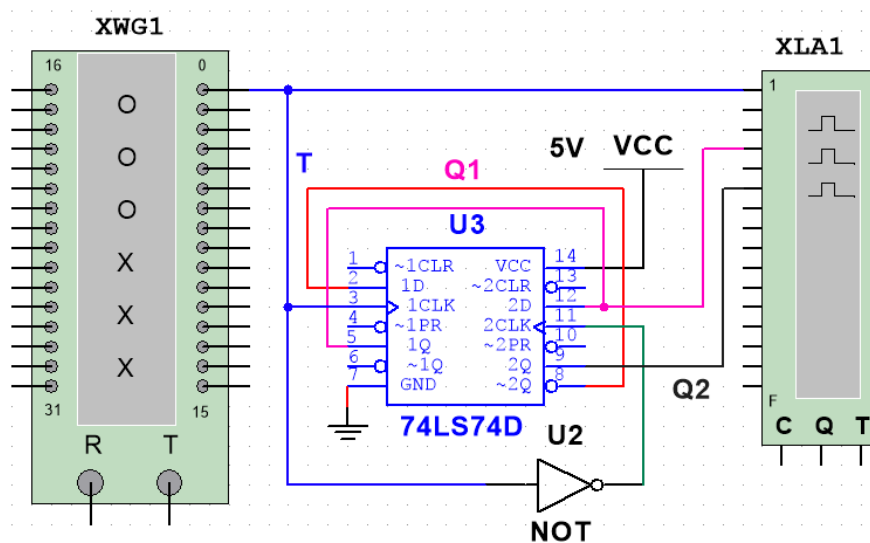 XWG1
XLA1
16 0
O
O
O
X
X
X
31 15
R T
T
Q1
5V VCC
U3
1 ~1CLR VCC 14
2 1D ~2CLR 13
3 1CLK 2D 12
4 ~1PR 2CLK 11
5 1Q ~2PR 10
6 ~1Q 2Q 9
7 GND ~2Q 8
74LS74D
U2
NOT
Q2
1
F
C Q T